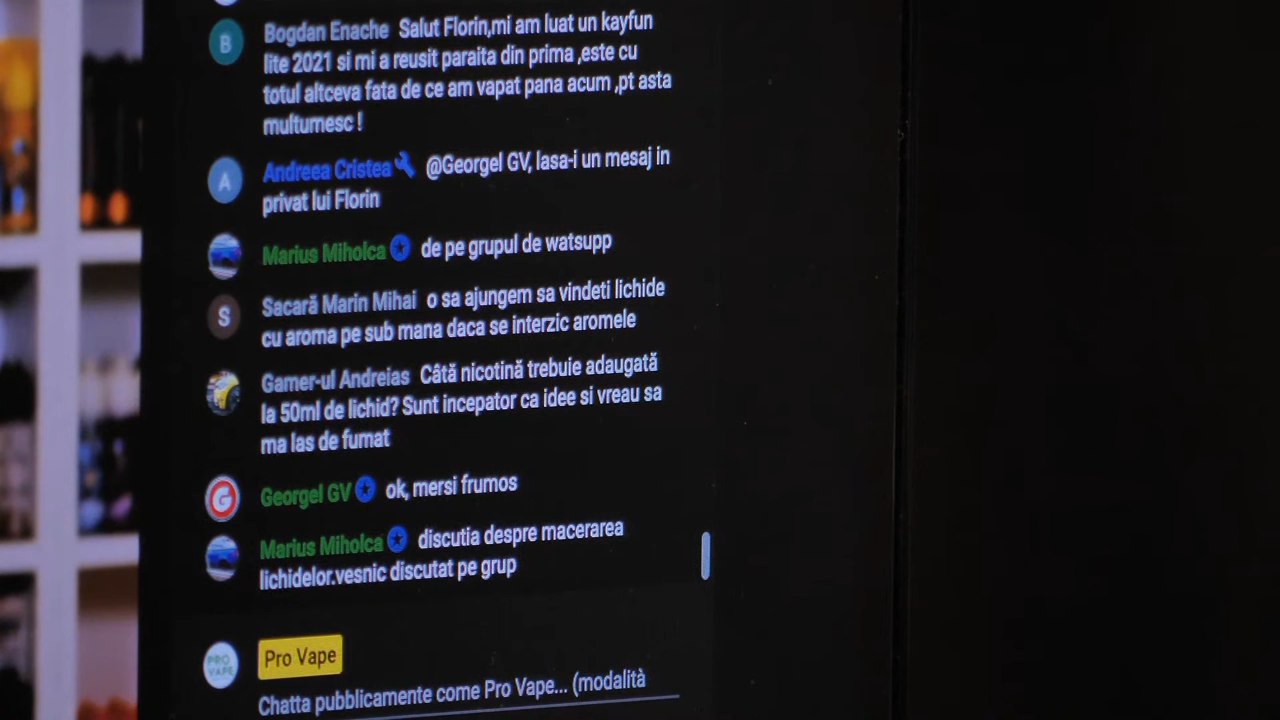 B
Bogdan Enache Salut Florin,mi am luat un kayfun
lite 2021 si mi a reusit paraita din prima ,este cu
totul altceva fata de ce am vapat pana acum ,pt asta
multumesc !
A
Andreea Cristea @Georgel GV, lasa-i un mesaj in
privat lui Florin
Marius Miholca de pe grupul de watsupp
S
Sacară Marin Mihai o sa ajungem sa vindeti lichide
cu aroma pe sub mana daca se interzic aromele
Gamer-ul Andreias Câtă nicotină trebuie adaugată
la 50ml de lichid? Sunt incepator ca idee si vreau sa
ma las de fumat
G
Georgel GV ok, mersi frumos
Marius Miholca discutia despre macerarea
lichidelor.vesnic discutat pe grup
PRO
VAPE
Pro Vape
Chatta pubblicamente come Pro Vape... (modalità